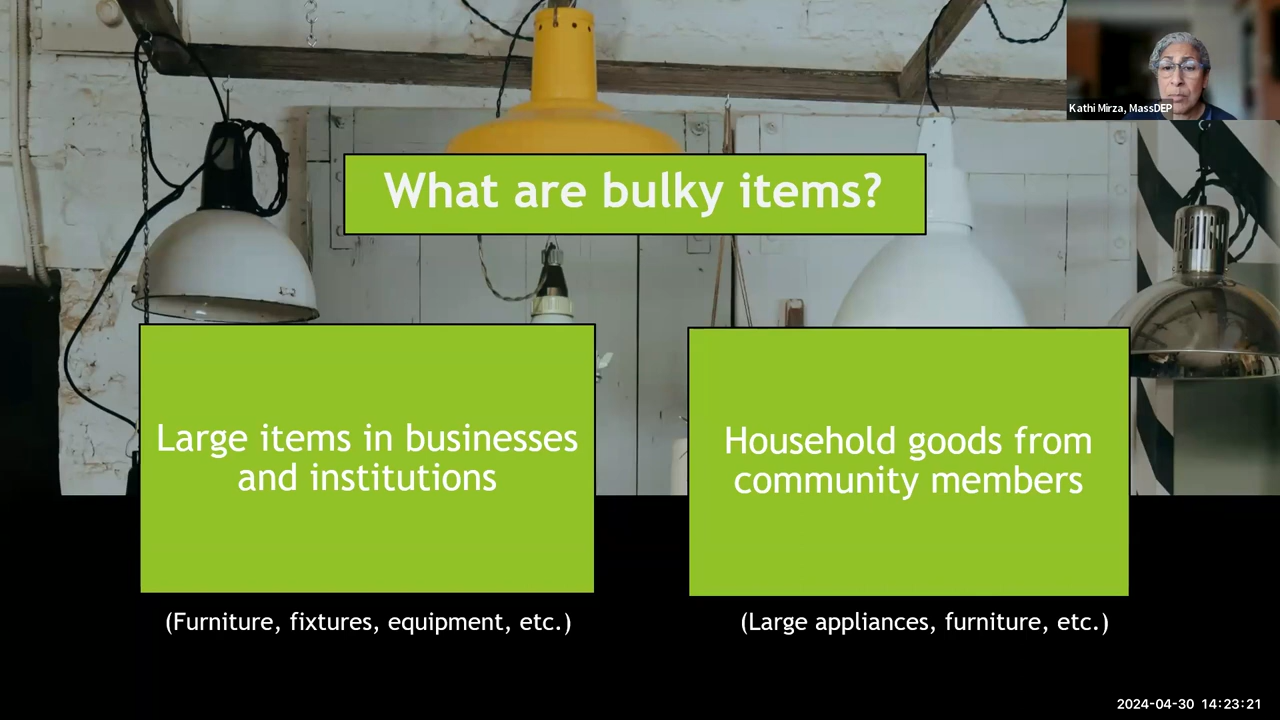 Kathi Mirza, MassDEP
What are bulky items?
Large items in businesses
and institutions
Household goods from
community members
(Furniture, fixtures, equipment, etc.)
(Large appliances, furniture, etc.)
2024-04-30 14:23:21